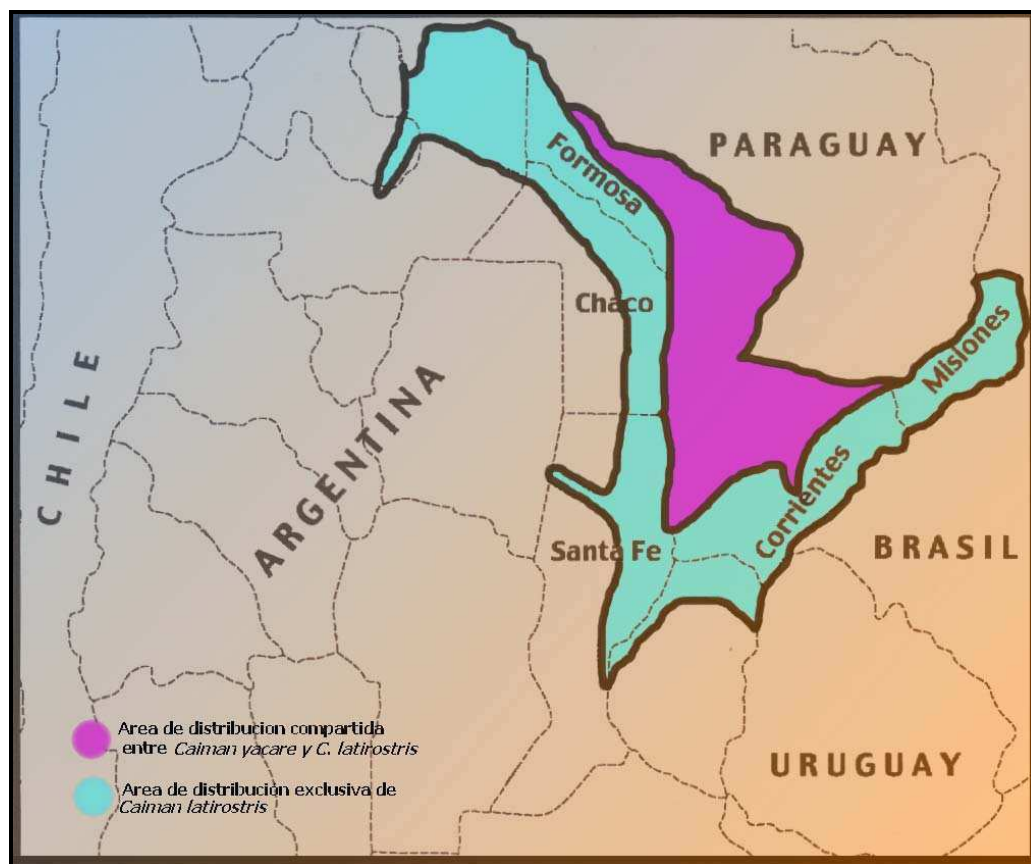 PARAGUAY
Formosa
Chaco
Misiones
CHILE
ARGENTINA
Corrientes
Santa Fe
BRASIL
Area de distribucion compartida
entre Caiman yacare y C. latirostris
URUGUAY
Area de distribución exclusiva de
Caiman latirostris